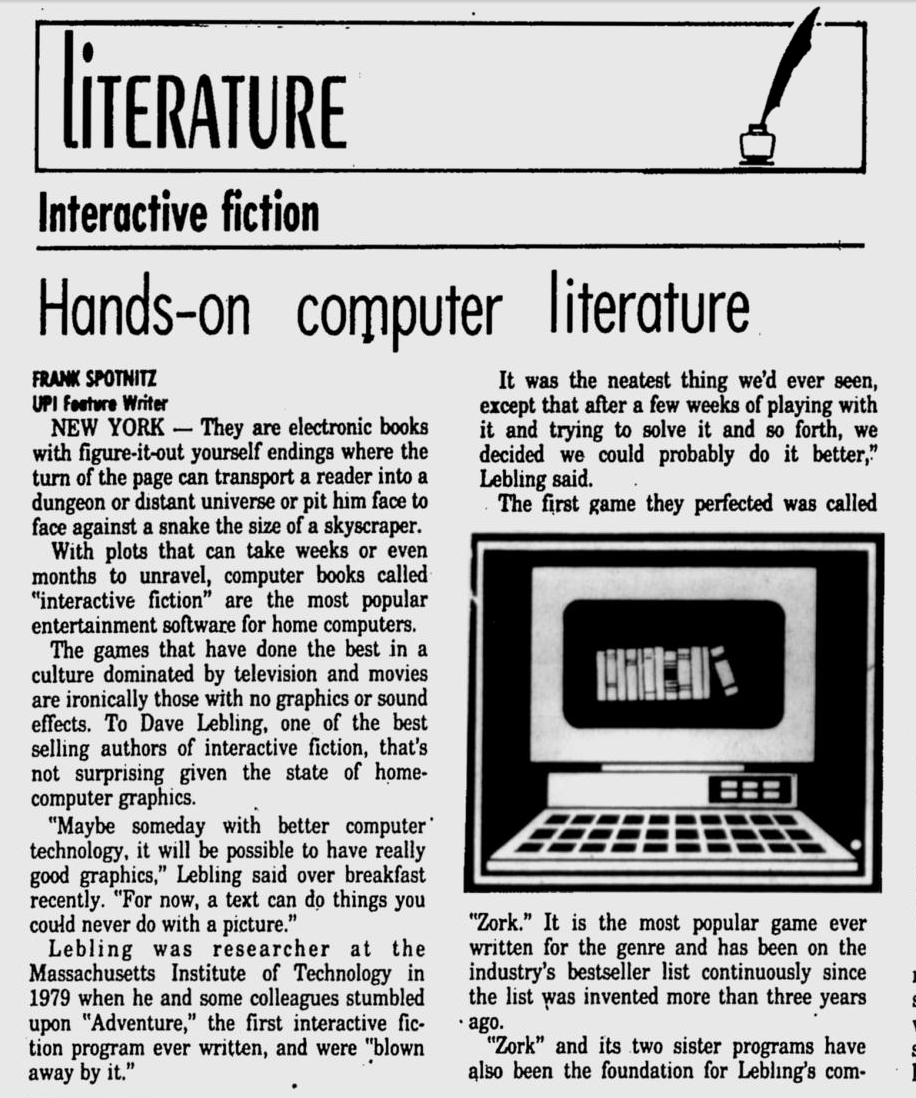 LITERATURE
Interactive fiction
Hands-on computer literature
FRANK SPOTNITZ
UPI Feature Writer
NEW YORK — They are electronic books
with figure-it-out yourself endings where the
turn of the page can transport a reader into a
dungeon or distant universe or pit him face to
face against a snake the size of a skyscraper.
With plots that can take weeks or even
months to unravel, computer books called
"interactive fiction" are the most popular
entertainment software for home computers.
The games that have done the best in a
culture dominated by television and movies
are ironically those with no graphics or sound
effects. To Dave Lebling, one of the best
selling authors of interactive fiction, that's
not surprising given the state of home-
computer graphics.
"Maybe someday with better computer
technology, it will be possible to have really
good graphics," Lebling said over breakfast
recently. "For now, a text can do things you
could never do with a picture."
Lebling was researcher at the
Massachusetts Institute of Technology in
1979 when he and some colleagues stumbled
upon "Adventure," the first interactive fic-
tion program ever written, and were "blown
away by it."
It was the neatest thing we'd ever seen,
except that after a few weeks of playing with
it and trying to solve it and so forth, we
decided we could probably do it better,"
Lebling said.
The first game they perfected was called
"Zork." It is the most popular game ever
written for the genre and has been on the
industry's bestseller list continuously since
the list was invented more than three years
ago.
"Zork" and its two sister programs have
also been the foundation for Lebling's com-